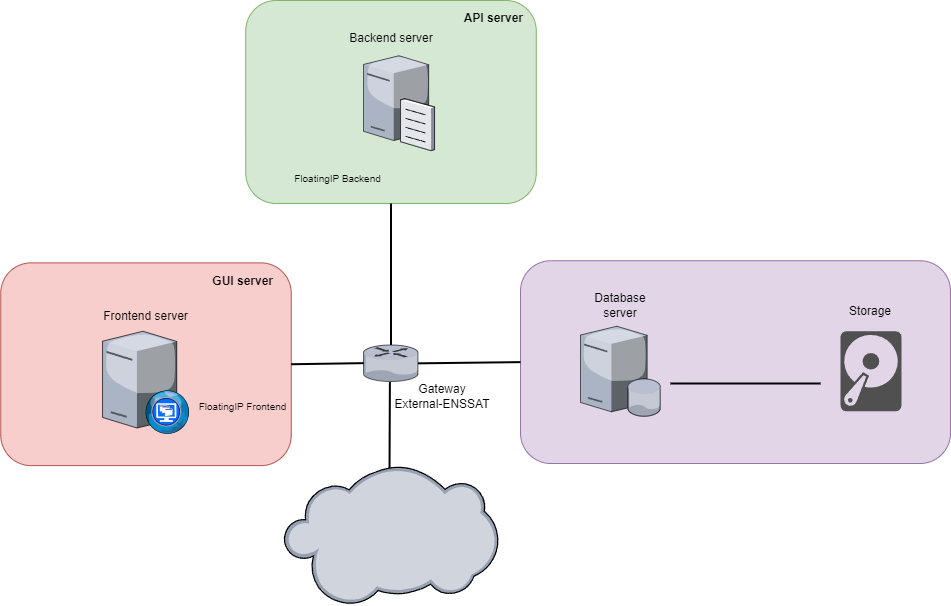 API server
Backend server
FloatingIP Backend
GUI server
Frontend server
FloatingIP Frontend
Gateway
External-ENSSAT
Database
server
Storage